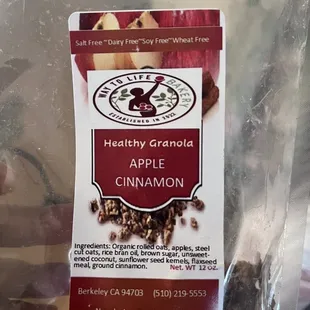 Salt Free~Dairy Free~Soy Free~Wheat Free
WAY TO LIFE BAKERY
ESTABLISHED IN
Healthy Granola
APPLE
CINNAMON
Ingredients: Organic rolled oats, apples, steel
cut oats, rice bran oil, brown sugar, unsweet-
ened coconut, sunflower seed kernels, flaxseed
meal, ground cinnamon.
Net. WT 12 oz.
Berkeley CA 94703 (510) 219-5553